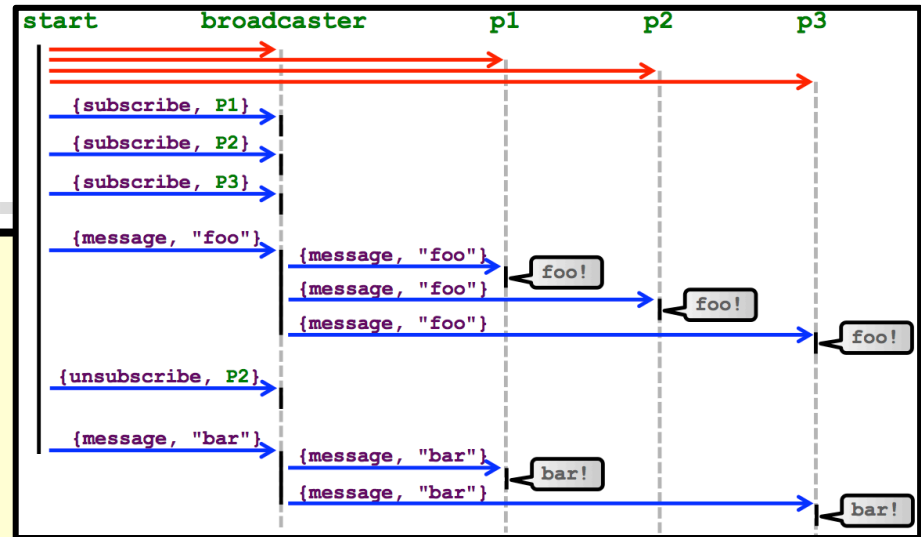 start broadcaster p1 p2 p3
{subscribe, P1}
{subscribe, P2}
{subscribe, P3}
{message, "foo"}
{message, "foo"}
foo!
{message, "foo"}
foo!
{message, "foo"}
foo!
{unsubscribe, P2}
{message, "bar"}
{message, "bar"}
bar!
{message, "bar"}
bar!